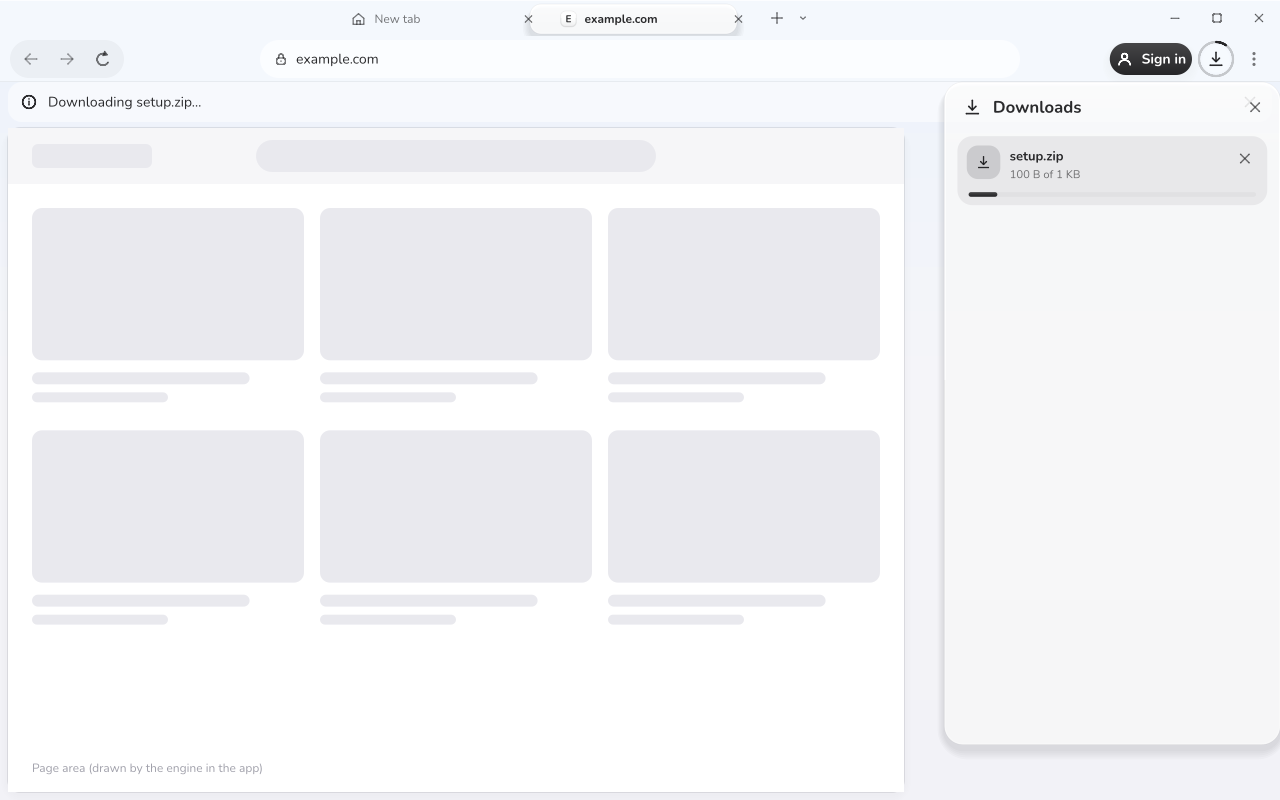 New tab
E example.com
example.com
Sign in
Downloading setup.zip...
Downloads
setup.zip
100 B of 1 KB
Page area (drawn by the engine in the app)